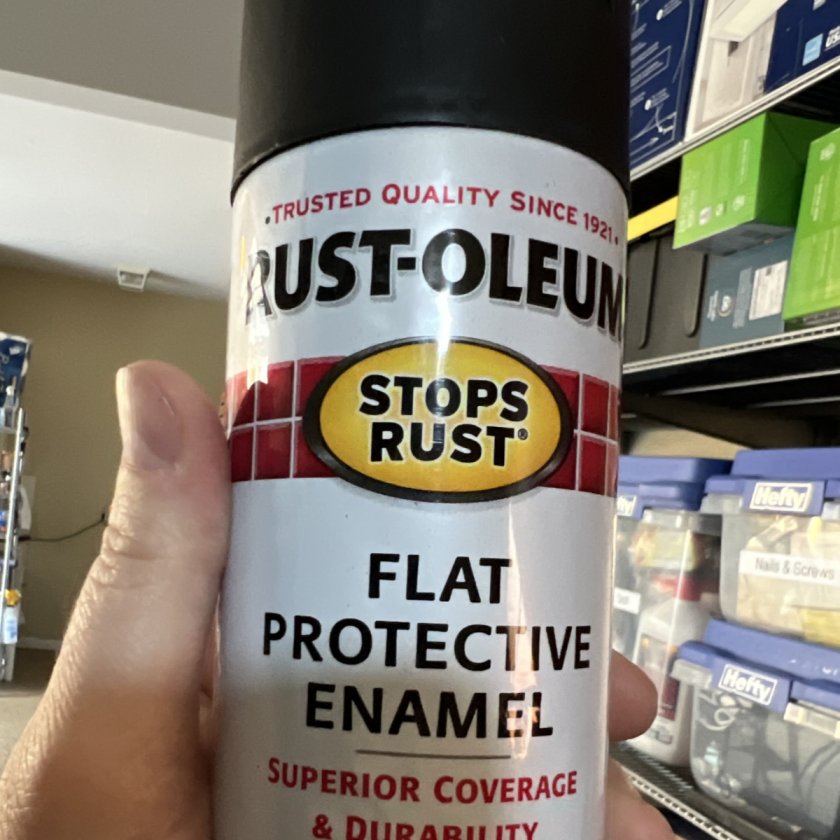 •TRUSTED QUALITY SINCE 1921•
RUST-OLEUM
STOPS
RUST®
FLAT
PROTECTIVE
ENAMEL
SUPERIOR COVERAGE
& DURABILITY
Hefty
Nails & Screws
Hefty